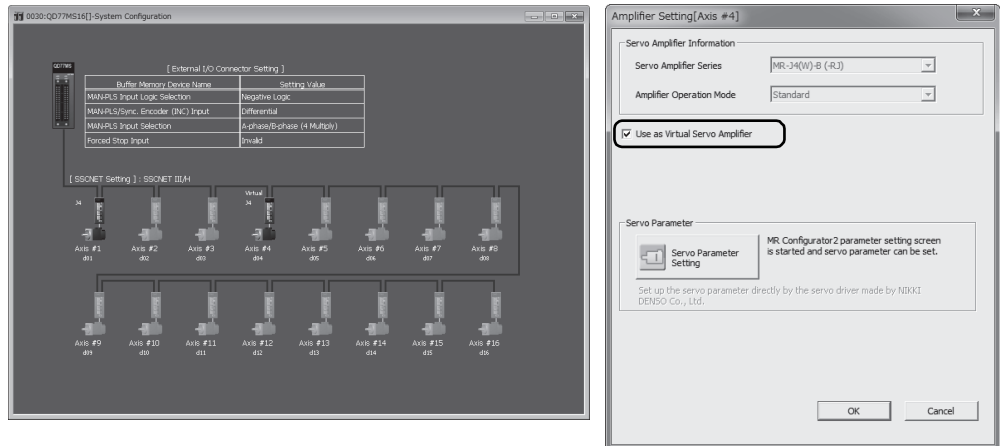 0030:QD77MS16[]-System Configuration
QD77MS
[ External I/O Connector Setting ]
Buffer Memory Device Name Setting Value
MAN-PLS Input Logic Selection Negative Logic
MAN-PLS/Sync. Encoder (INC) Input Differential
MAN-PLS Input Selection A-phase/B-phase (4 Multiply)
Forced Stop Input Invalid
[ SSCNET Setting ] : SSCNET III/H
Virtual
J4 J4
Axis #1 Axis #2 Axis #3 Axis #4 Axis #5 Axis #6 Axis #7 Axis #8
d01 d02 d03 d04 d05 d06 d07 d08
Axis #9 Axis #10 Axis #11 Axis #12 Axis #13 Axis #14 Axis #15 Axis #16
d09 d10 d11 d12 d13 d14 d15 d16
Amplifier Setting[Axis #4]
Servo Amplifier Information
Servo Amplifier Series MR-J4(W)-B (-RJ)
Amplifier Operation Mode Standard
Use as Virtual Servo Amplifier
Servo Parameter
Servo Parameter
Setting
MR Configurator2 parameter setting screen
is started and servo parameter can be set.
Set up the servo parameter directly by the servo driver made by NIKKI
DENSO Co., Ltd.
OK Cancel